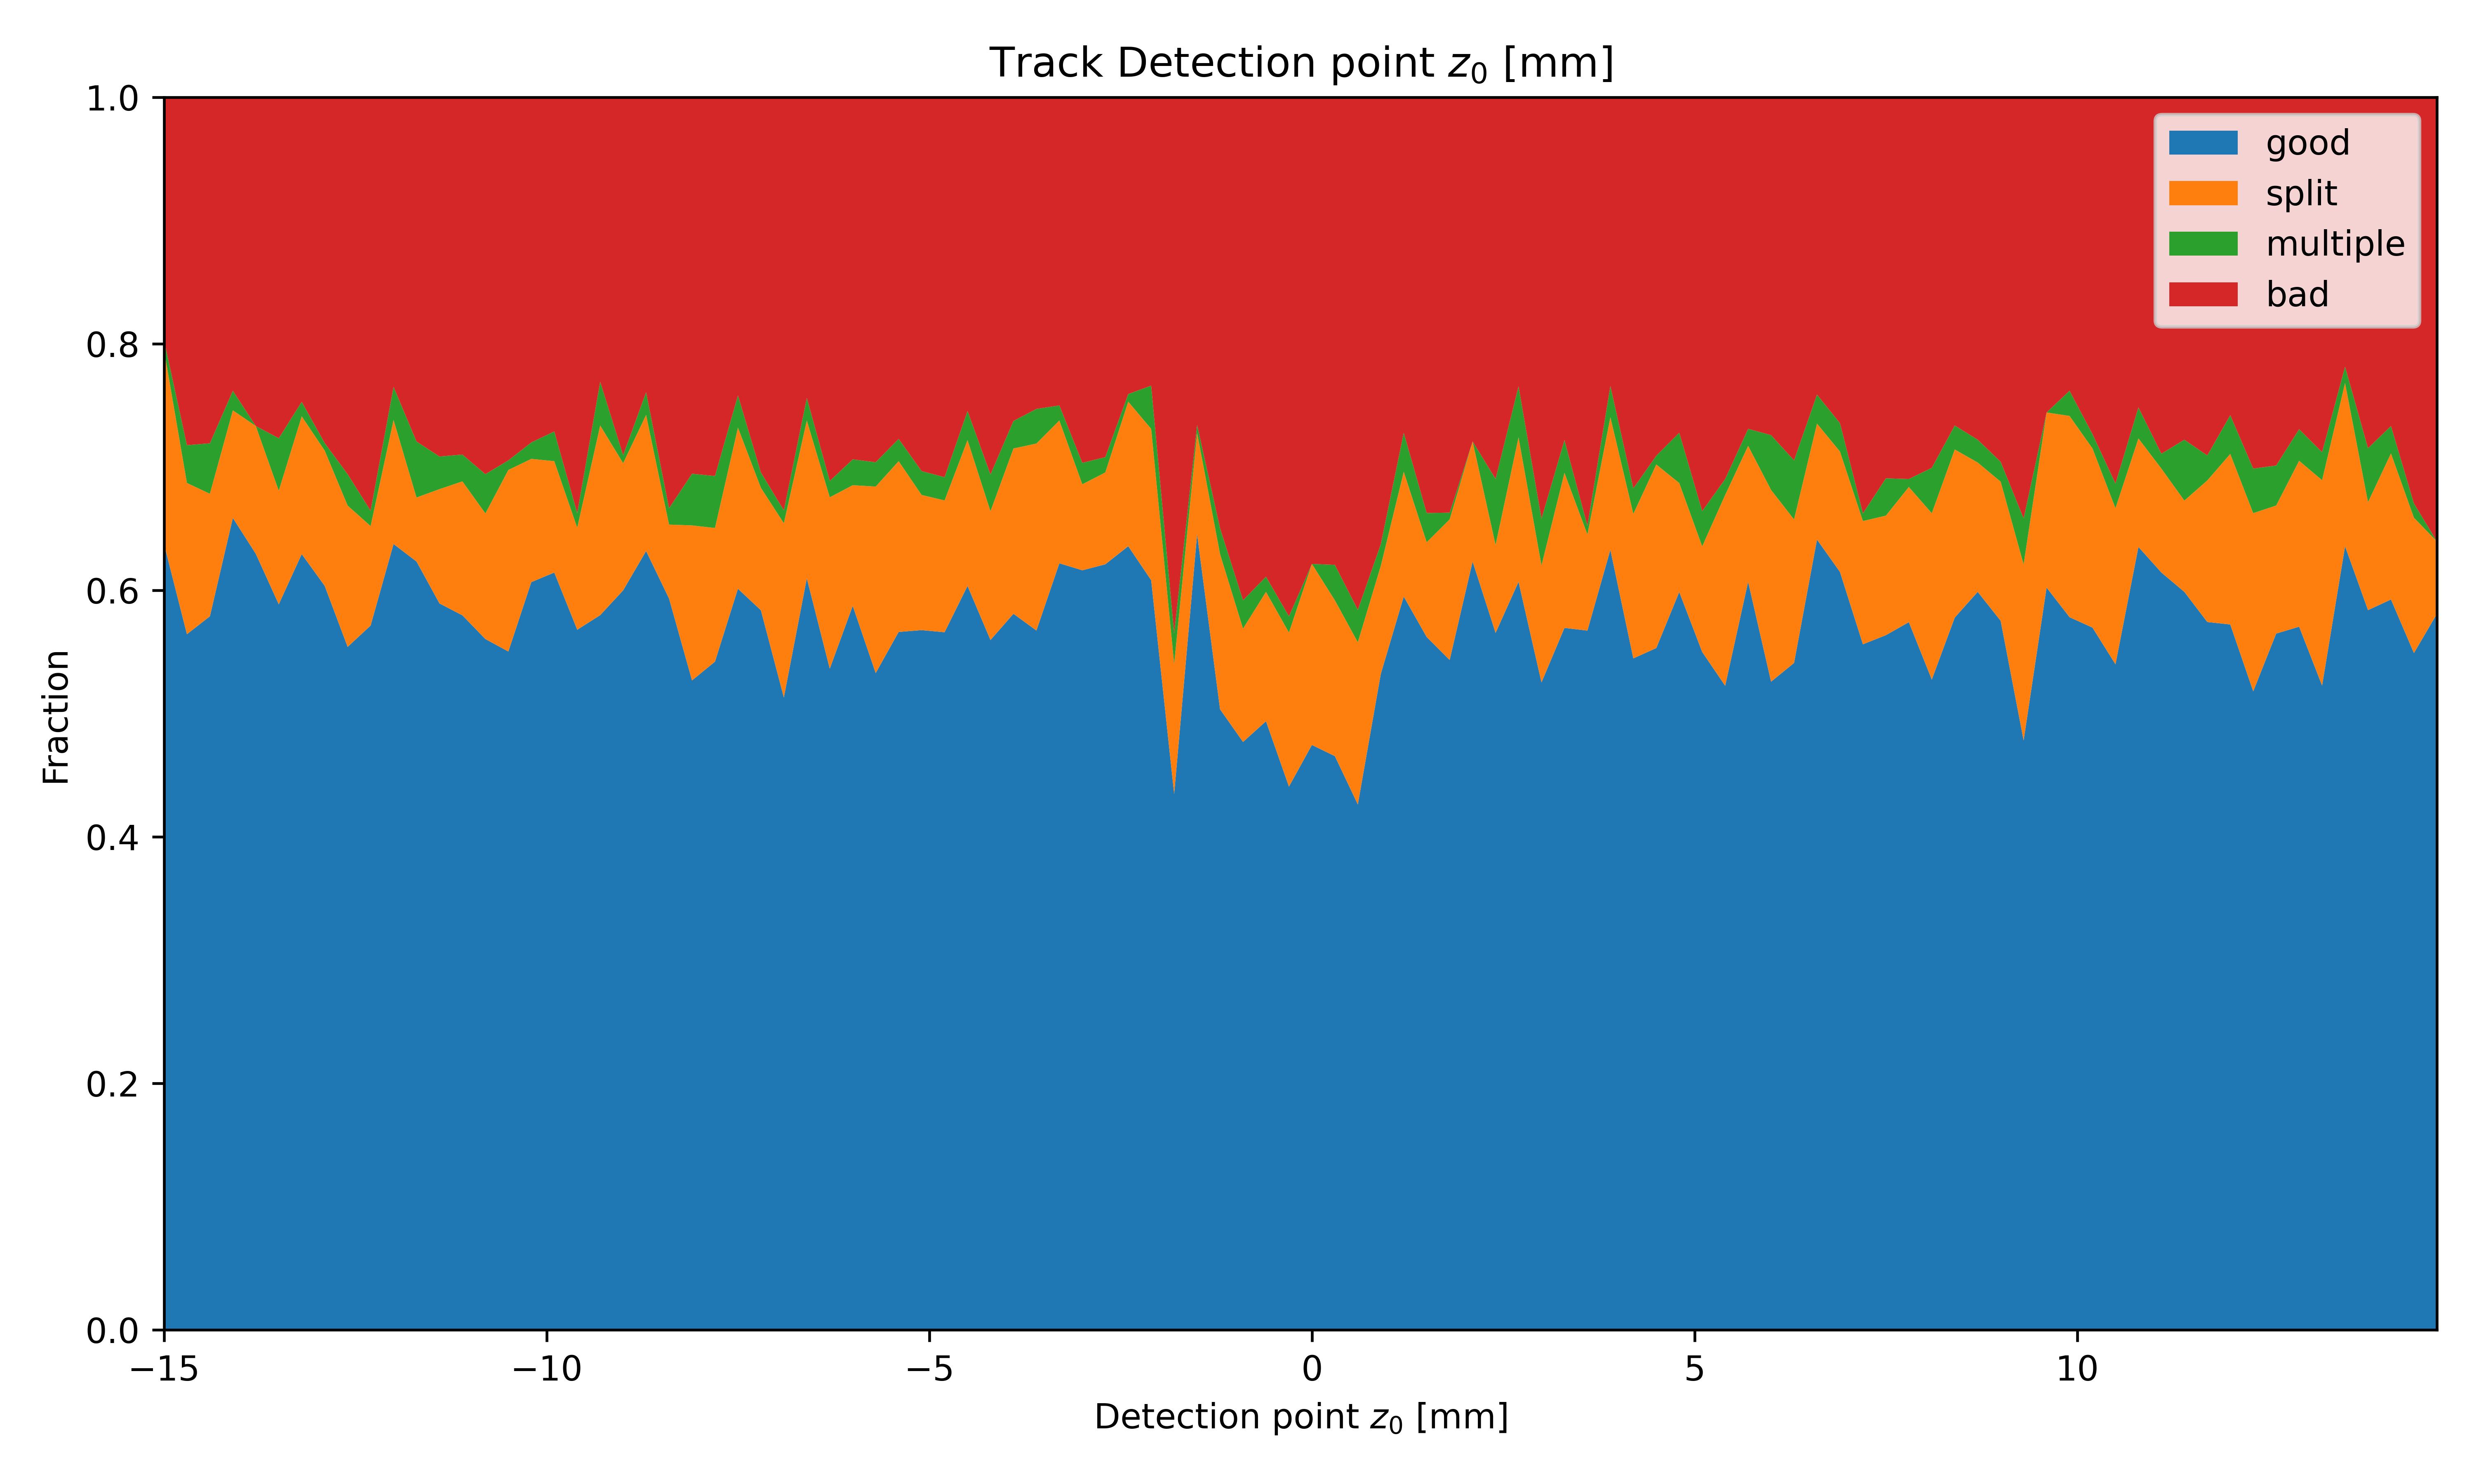 Track Detection point z₀ [mm]
1.0
0.8
0.6
0.4
0.2
0.0
Fraction
good
split
multiple
bad
−15
−10
−5
0
5
10
Detection point z₀ [mm]